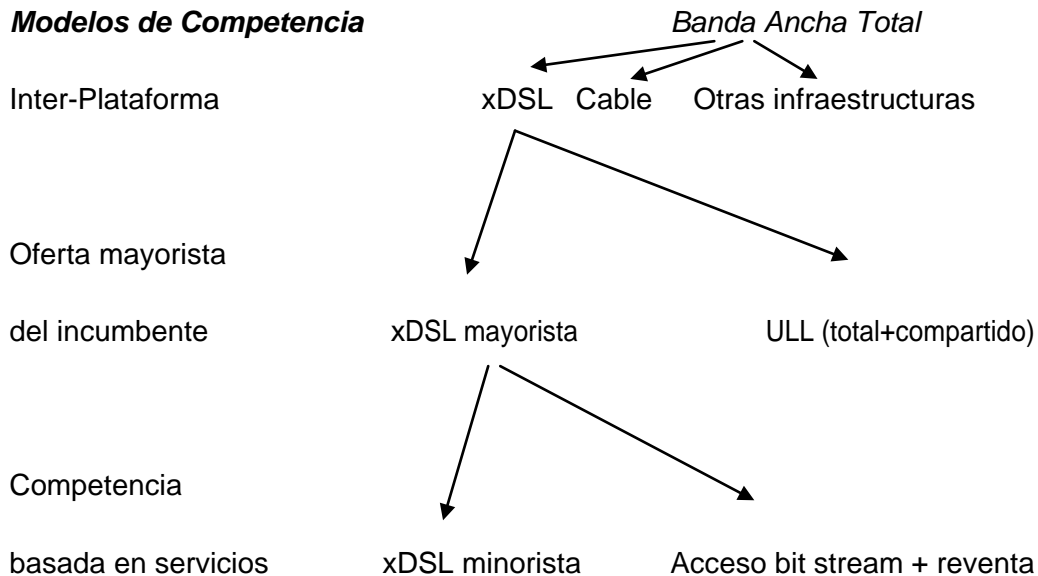 Modelos de Competencia Banda Ancha Total
Inter-Plataforma xDSL Cable Otras infraestructuras
Oferta mayorista
del incumbente xDSL mayorista ULL (total+compartido)
Competencia
basada en servicios xDSL minorista Acceso bit stream + reventa